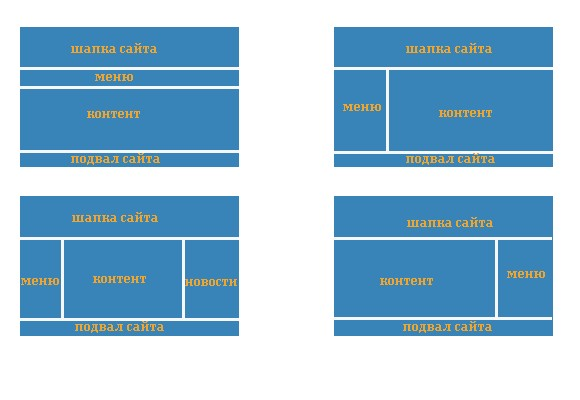 шапка сайта
меню
контент
подвал сайта
шапка сайта
меню
контент
подвал сайта
шапка сайта
меню
контент
новости
подвал сайта
шапка сайта
контент
меню
подвал сайта